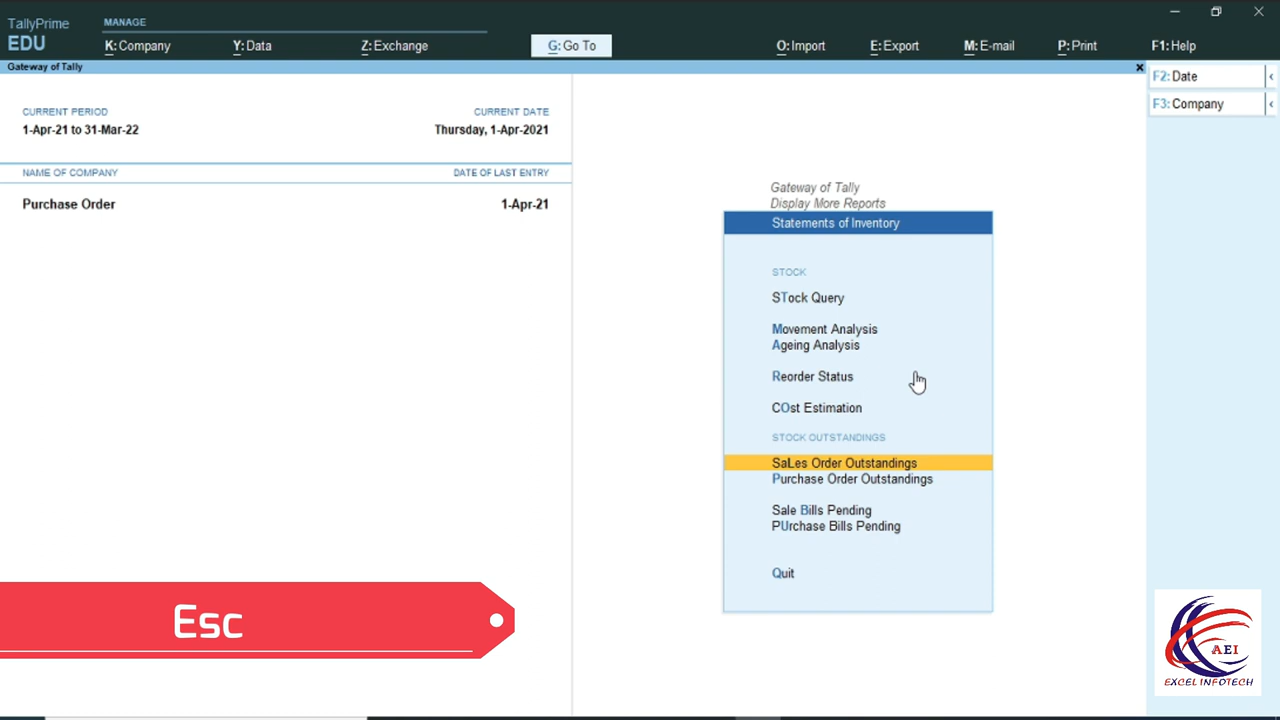 TallyPrime
EDU
MANAGE
K: Company
Y: Data
Z: Exchange
G: Go To
O: Import
E: Export
M: E-mail
P: Print
F1: Help
Gateway of Tally
x
F2: Date
F3: Company
CURRENT PERIOD
CURRENT DATE
1-Apr-21 to 31-Mar-22
Thursday, 1-Apr-2021
NAME OF COMPANY
DATE OF LAST ENTRY
Purchase Order
1-Apr-21
Gateway of Tally
Display More Reports
Statements of Inventory
STOCK
STock Query
Movement Analysis
Ageing Analysis
Reorder Status
COst Estimation
STOCK OUTSTANDINGS
SaLes Order Outstandings
Purchase Order Outstandings
Sale Bills Pending
PUrchase Bills Pending
Quit
Esc
AEI
EXCEL INFOTECH